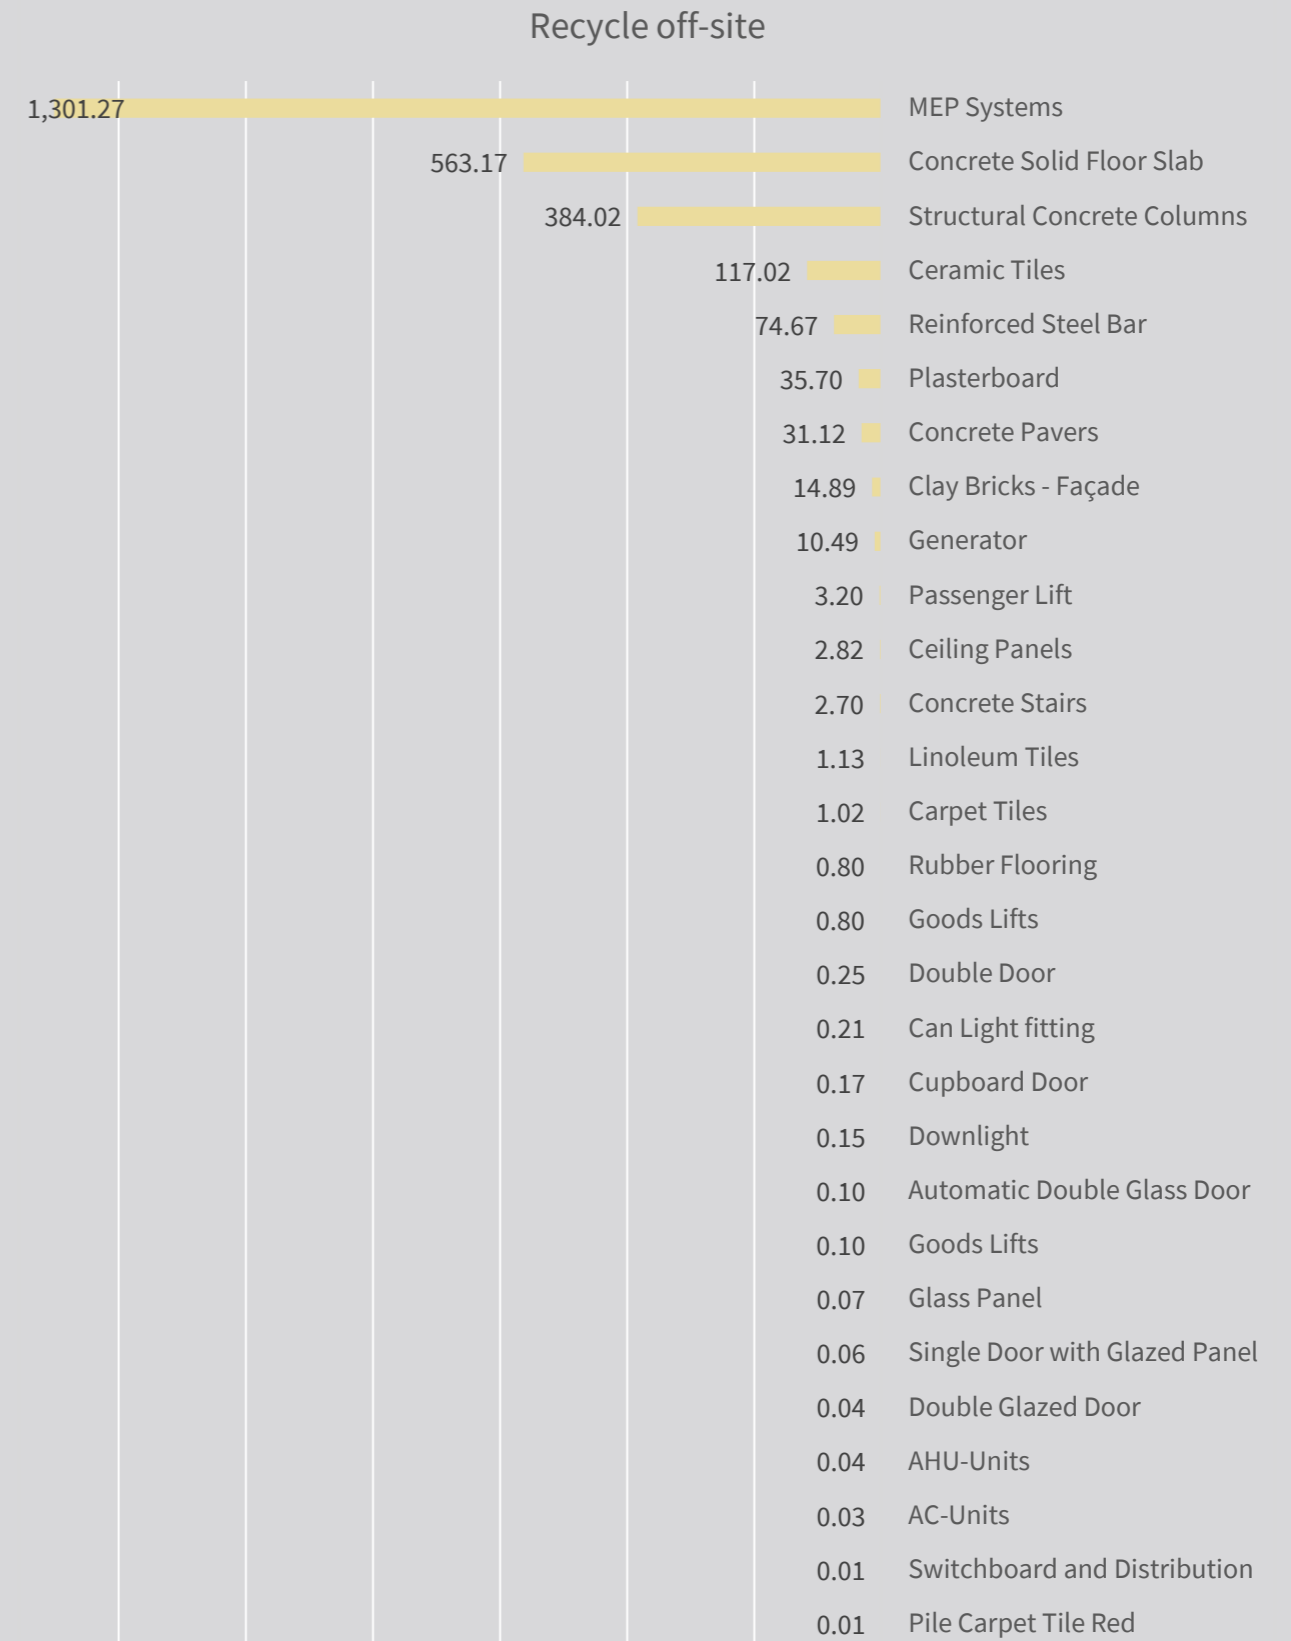 Recycle off-site
1,301.27 MEP Systems
563.17 Concrete Solid Floor Slab
384.02 Structural Concrete Columns
117.02 Ceramic Tiles
74.67 Reinforced Steel Bar
35.70 Plasterboard
31.12 Concrete Pavers
14.89 Clay Bricks - Façade
10.49 Generator
3.20 Passenger Lift
2.82 Ceiling Panels
2.70 Concrete Stairs
1.13 Linoleum Tiles
1.02 Carpet Tiles
0.80 Rubber Flooring
0.80 Goods Lifts
0.25 Double Door
0.21 Can Light fitting
0.17 Cupboard Door
0.15 Downlight
0.10 Automatic Double Glass Door
0.10 Goods Lifts
0.07 Glass Panel
0.06 Single Door with Glazed Panel
0.04 Double Glazed Door
0.04 AHU-Units
0.03 AC-Units
0.01 Switchboard and Distribution
0.01 Pile Carpet Tile Red